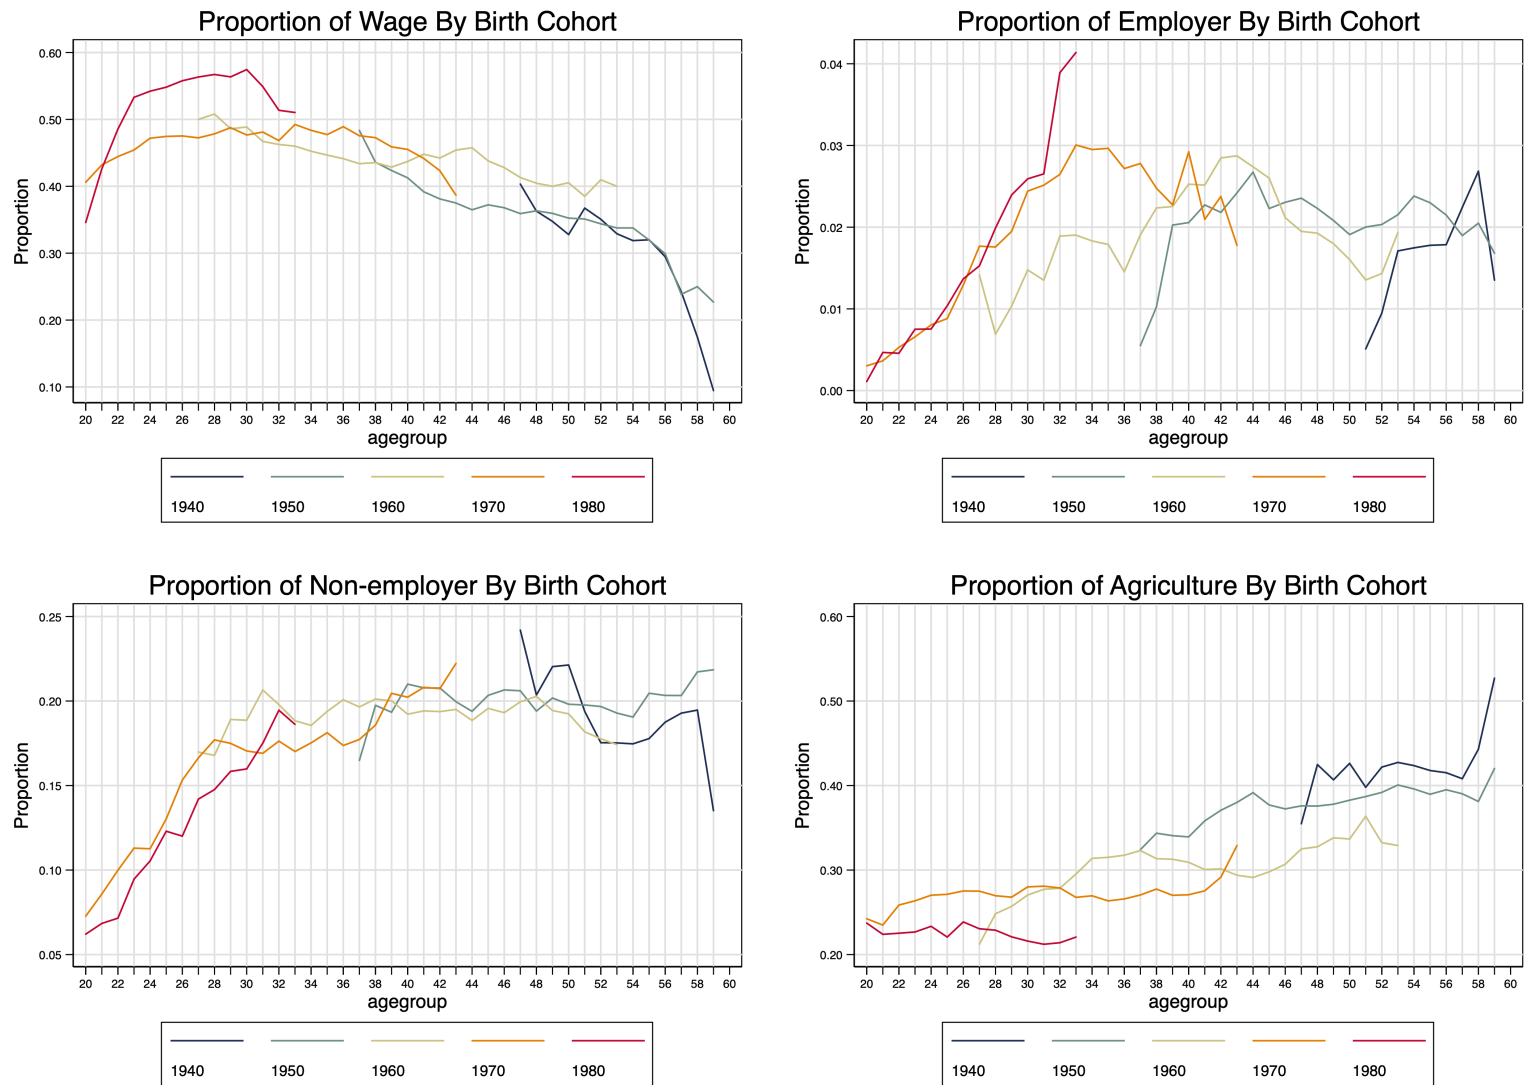 Proportion of Wage By Birth Cohort
Proportion
0.60
0.50
0.40
0.30
0.20
0.10
20 22 24 26 28 30 32 34 36 38 40 42 44 46 48 50 52 54 56 58 60
agegroup
1940 1950 1960 1970 1980
Proportion of Employer By Birth Cohort
Proportion
0.04
0.03
0.02
0.01
0.00
20 22 24 26 28 30 32 34 36 38 40 42 44 46 48 50 52 54 56 58 60
agegroup
1940 1950 1960 1970 1980
Proportion of Non-employer By Birth Cohort
Proportion
0.25
0.20
0.15
0.10
0.05
20 22 24 26 28 30 32 34 36 38 40 42 44 46 48 50 52 54 56 58 60
agegroup
1940 1950 1960 1970 1980
Proportion of Agriculture By Birth Cohort
Proportion
0.60
0.50
0.40
0.30
0.20
20 22 24 26 28 30 32 34 36 38 40 42 44 46 48 50 52 54 56 58 60
agegroup
1940 1950 1960 1970 1980